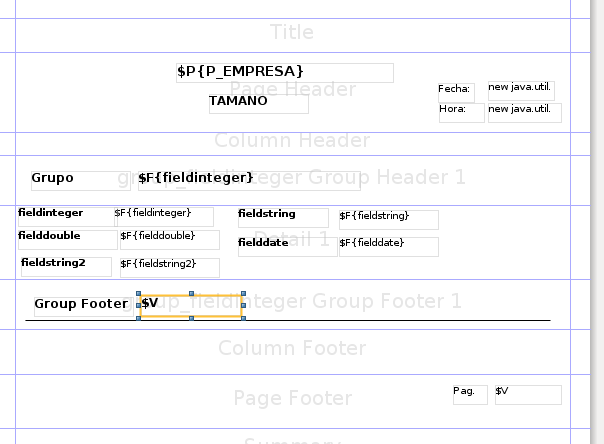 Title
$P{P_EMPRESA}
Page Header
TAMANO
Fecha: new java.util.
Hora: new java.util.
Column Header
group_fieldinteger Group Header 1
Grupo $F{fieldinteger}
fieldinteger $F{fieldinteger} fieldstring $F{fieldstring}
fielddouble $F{fielddouble} fielddate $F{fielddate}
Detail 1
fieldstring2 $F{fieldstring2}
group_fieldinteger Group Footer 1
Group Footer $V
Column Footer
Page Footer
Pag. $V
Summary